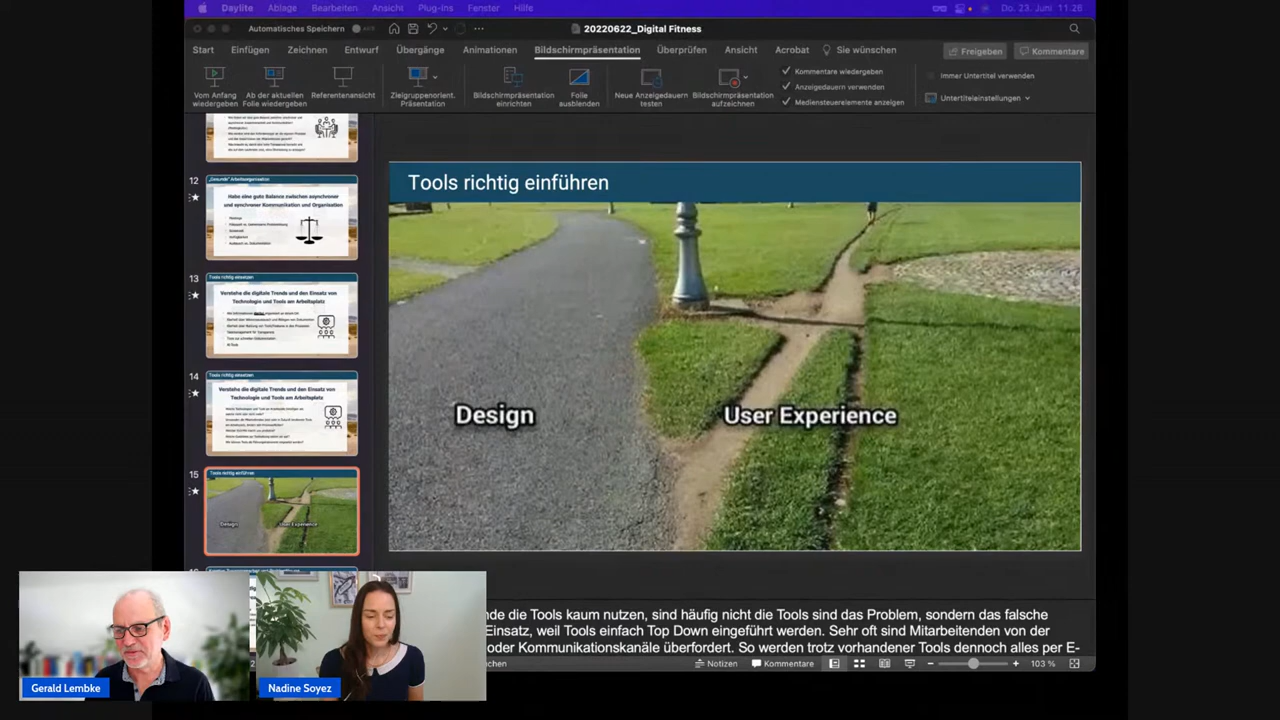 Daylite Ablage Bearbeiten Ansicht Plug-Ins Fenster Hilfe Do. 23. Juni 11:26
Automatisches Speichern 20220622_Digital Fitness
Start Einfügen Zeichnen Entwurf Übergänge Animationen Bildschirmpräsentation Überprüfen Ansicht Acrobat Sie wünschen Freigeben Kommentare
Vom Anfang wiedergeben
Ab der aktuellen Folie wiedergeben
Referentenansicht
Zielgruppenorient. Präsentation
Bildschirmpräsentation einrichten
Folie ausblenden
Neue Anzeigedauern testen
Bildschirmpräsentation aufzeichnen
Kommentare wiedergeben
Anzeigedauern verwenden
Mediensteuerelemente anzeigen
Immer Untertitel verwenden
Untertiteleinstellungen
12
„Gesunde" Arbeitsorganisation
Habe eine gute Balance zwischen asynchroner
und synchroner Kommunikation und Organisation
13
Tools richtig einsetzen
Verstehe die digitale Trends und den Einsatz von
Technologie und Tools am Arbeitsplatz
14
Tools richtig einsetzen
Verstehe die digitale Trends und den Einsatz von
Technologie und Tools am Arbeitsplatz
15
Tools richtig einführen
Design User Experience
Tools richtig einführen
Design User Experience
nde die Tools kaum nutzen, sind häufig nicht die Tools sind das Problem, sondern das falsche
Einsatz, weil Tools einfach Top Down eingeführt werden. Sehr oft sind Mitarbeitenden von der
oder Kommunikationskanäle überfordert. So werden trotz vorhandener Tools dennoch alles per E-
Notizen Kommentare 103 %
Gerald Lembke
Nadine Soyez